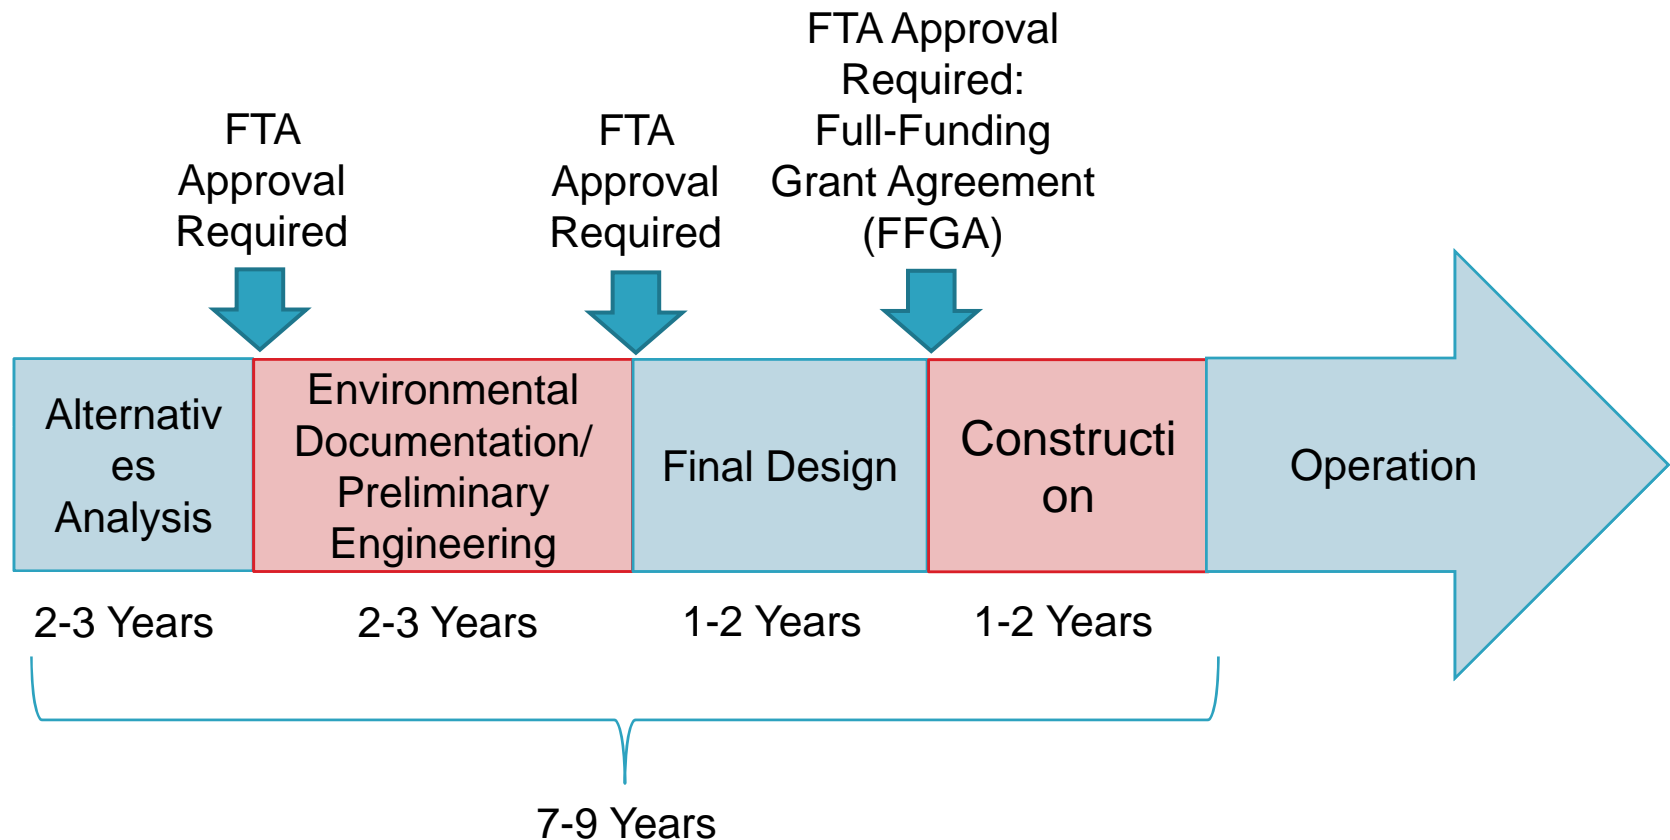 FTA Approval
Required:
Full-Funding
Grant Agreement
(FFGA)
FTA
Approval
Required
FTA
Approval
Required
Alternativ
es
Analysis
Environmental
Documentation/
Preliminary
Engineering
Final Design
Constructi
on
Operation
2-3 Years
2-3 Years
1-2 Years
1-2 Years
7-9 Years